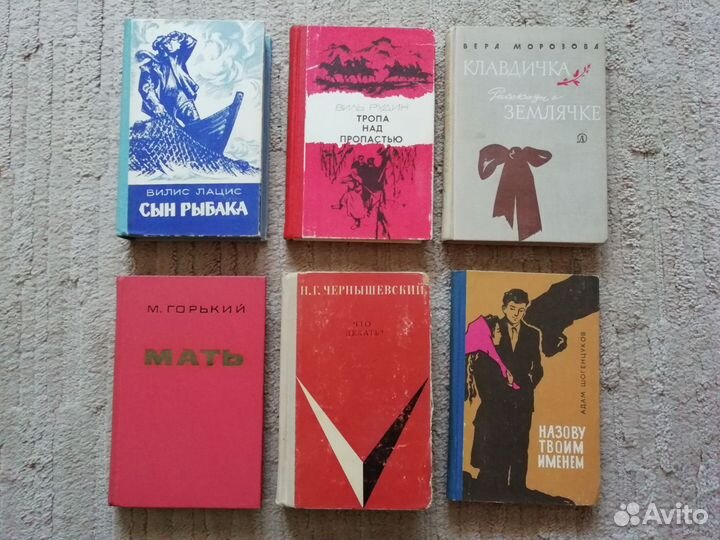 ВИЛИС ЛАЦИС
СЫН РЫБАКА
ВИЛЬ РУДИН
ТРОПА
НАД
ПРОПАСТЬЮ
ВЕРА МОРОЗОВА
КЛАВДИЧКА
Рассказы о
ЗЕМЛЯЧКЕ
Д
М. ГОРЬКИЙ
МАТЬ
Н.Г. ЧЕРНЫШЕВСКИЙ
ЧТО
ДЕЛАТЬ?
АДАМ ШОГЕНЦУКОВ
НАЗОВУ
ТВОИМ
ИМЕНЕМ
Avito